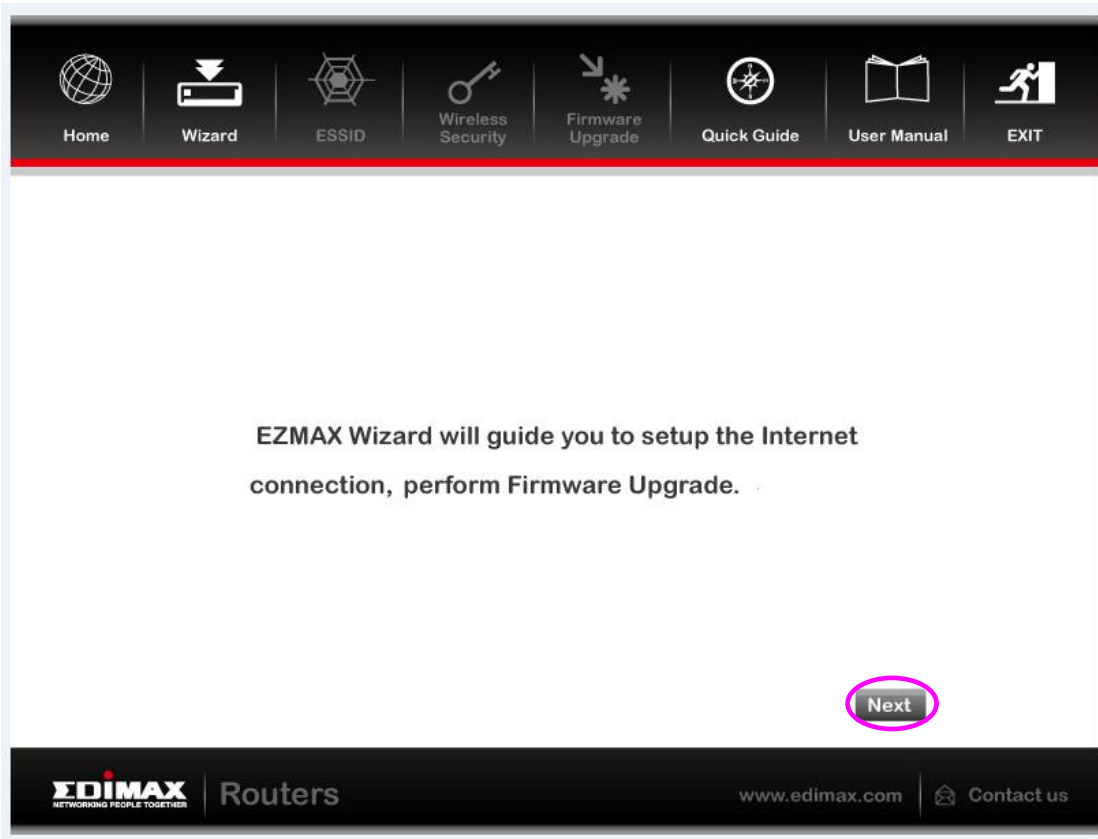 Home
Wizard
ESSID
Wireless
Security
Firmware
Upgrade
Quick Guide
User Manual
EXIT
EZMAX Wizard will guide you to setup the Internet
connection, perform Firmware Upgrade.
Next
EDIMAX
NETWORKING PEOPLE TOGETHER
Routers
www.edimax.com
Contact us